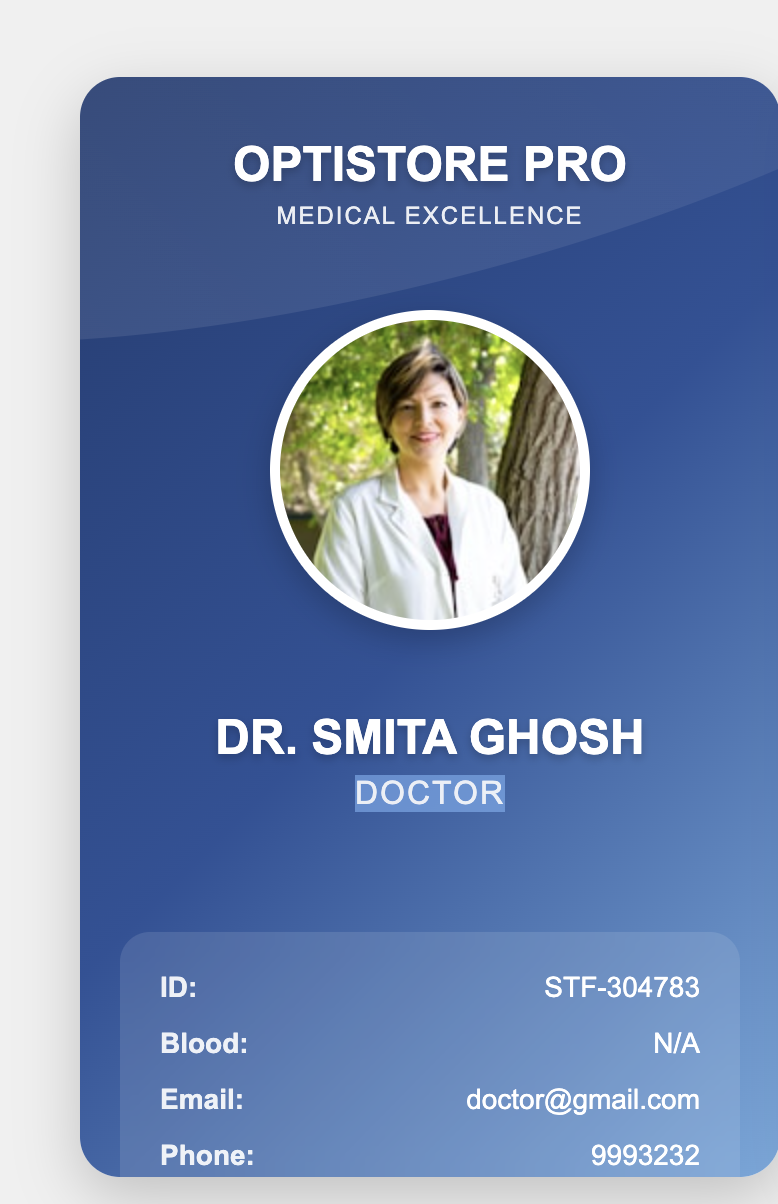 OPTISTORE PRO
MEDICAL EXCELLENCE
DR. SMITA GHOSH
DOCTOR
ID: STF-304783
Blood: N/A
Email: doctor@gmail.com
Phone: 9993232